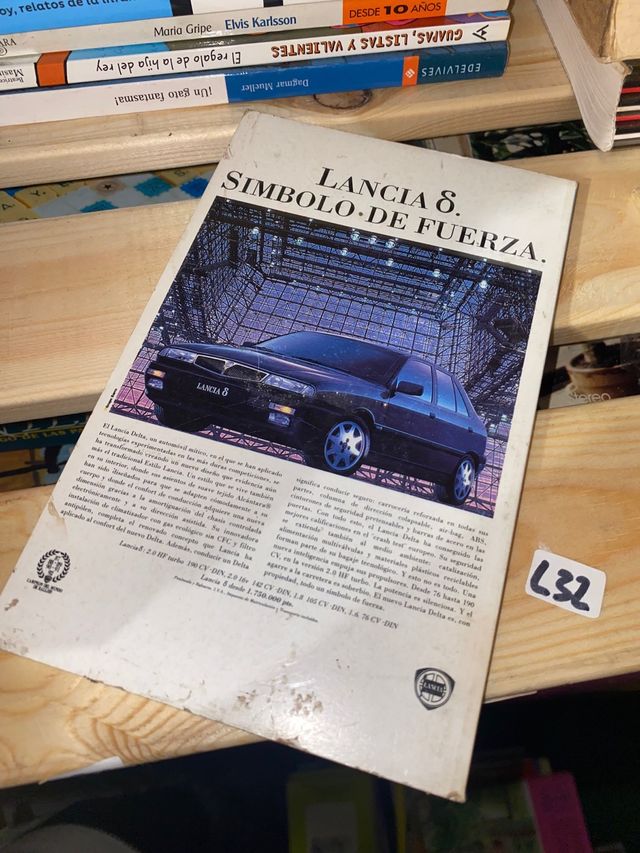 oy, relatos de la infan
Maria Gripe Elvis Karlsson DESDE 10 AÑOS
El regalo de la hija del rey GUAPAS, LISTAS Y VALIENTES
Beatrice Masini
¡Un gato fantasma! Dagmar Mueller EDELVIVES
LANCIA δ.
SIMBOLO DE FUERZA.
LANCIA δ
El Lancia Delta, un automóvil mítico, en el que se han aplicado
tecnologías experimentadas en las más duras competiciones, se
ha transformado creando un nuevo diseño que evidencia aún
más el tradicional Estilo Lancia. Un estilo que se vive también
en su interior, donde sus asientos de suave tejido Alcántara®
han sido diseñados para que se adapten cómodamente a su
cuerpo y donde el confort de conducción adquiere una nueva
dimensión gracias a la amortiguación del chasis controlada
electrónicamente y a su dirección asistida. Su innovadora
instalación de climatizador con gas ecológico sin CFC y filtro
antipolen, completa el renovado concepto que Lancia ha
aplicado al confort del nuevo Delta. Además, conducir un Delta
significa conducir seguro: carrocería reforzada en todas sus
partes, columna de dirección colapsable, air-bag, ABS,
cinturones de seguridad pretensables y barras de acero en las
puertas. Con todo esto, el Lancia Delta ha conseguido las
mejores calificaciones en el "crash test" europeo. Su seguridad
se extiende también al medio ambiente: catalización,
alimentación multiválvulas y materiales plásticos reciclables,
forman parte de su bagaje tecnológico. Y esto no es todo. Una
nueva inteligencia empuja sus propulsores. Desde 76 hasta 190
CV. en la versión 2.0 HF turbo. La potencia es silenciosa. Y el
agarre a la carretera es soberbio. El nuevo Lancia Delta es, con
propiedad, todo un símbolo de fuerza.
Lancia δ. 2.0 HF turbo 190 CV·DIN, 2.0 16v 142 CV·DIN, 1.8 105 CV·DIN, 1.6 76 CV·DIN
Lancia δ desde 1.750.000 pts.
LANCIA
L32
stereo